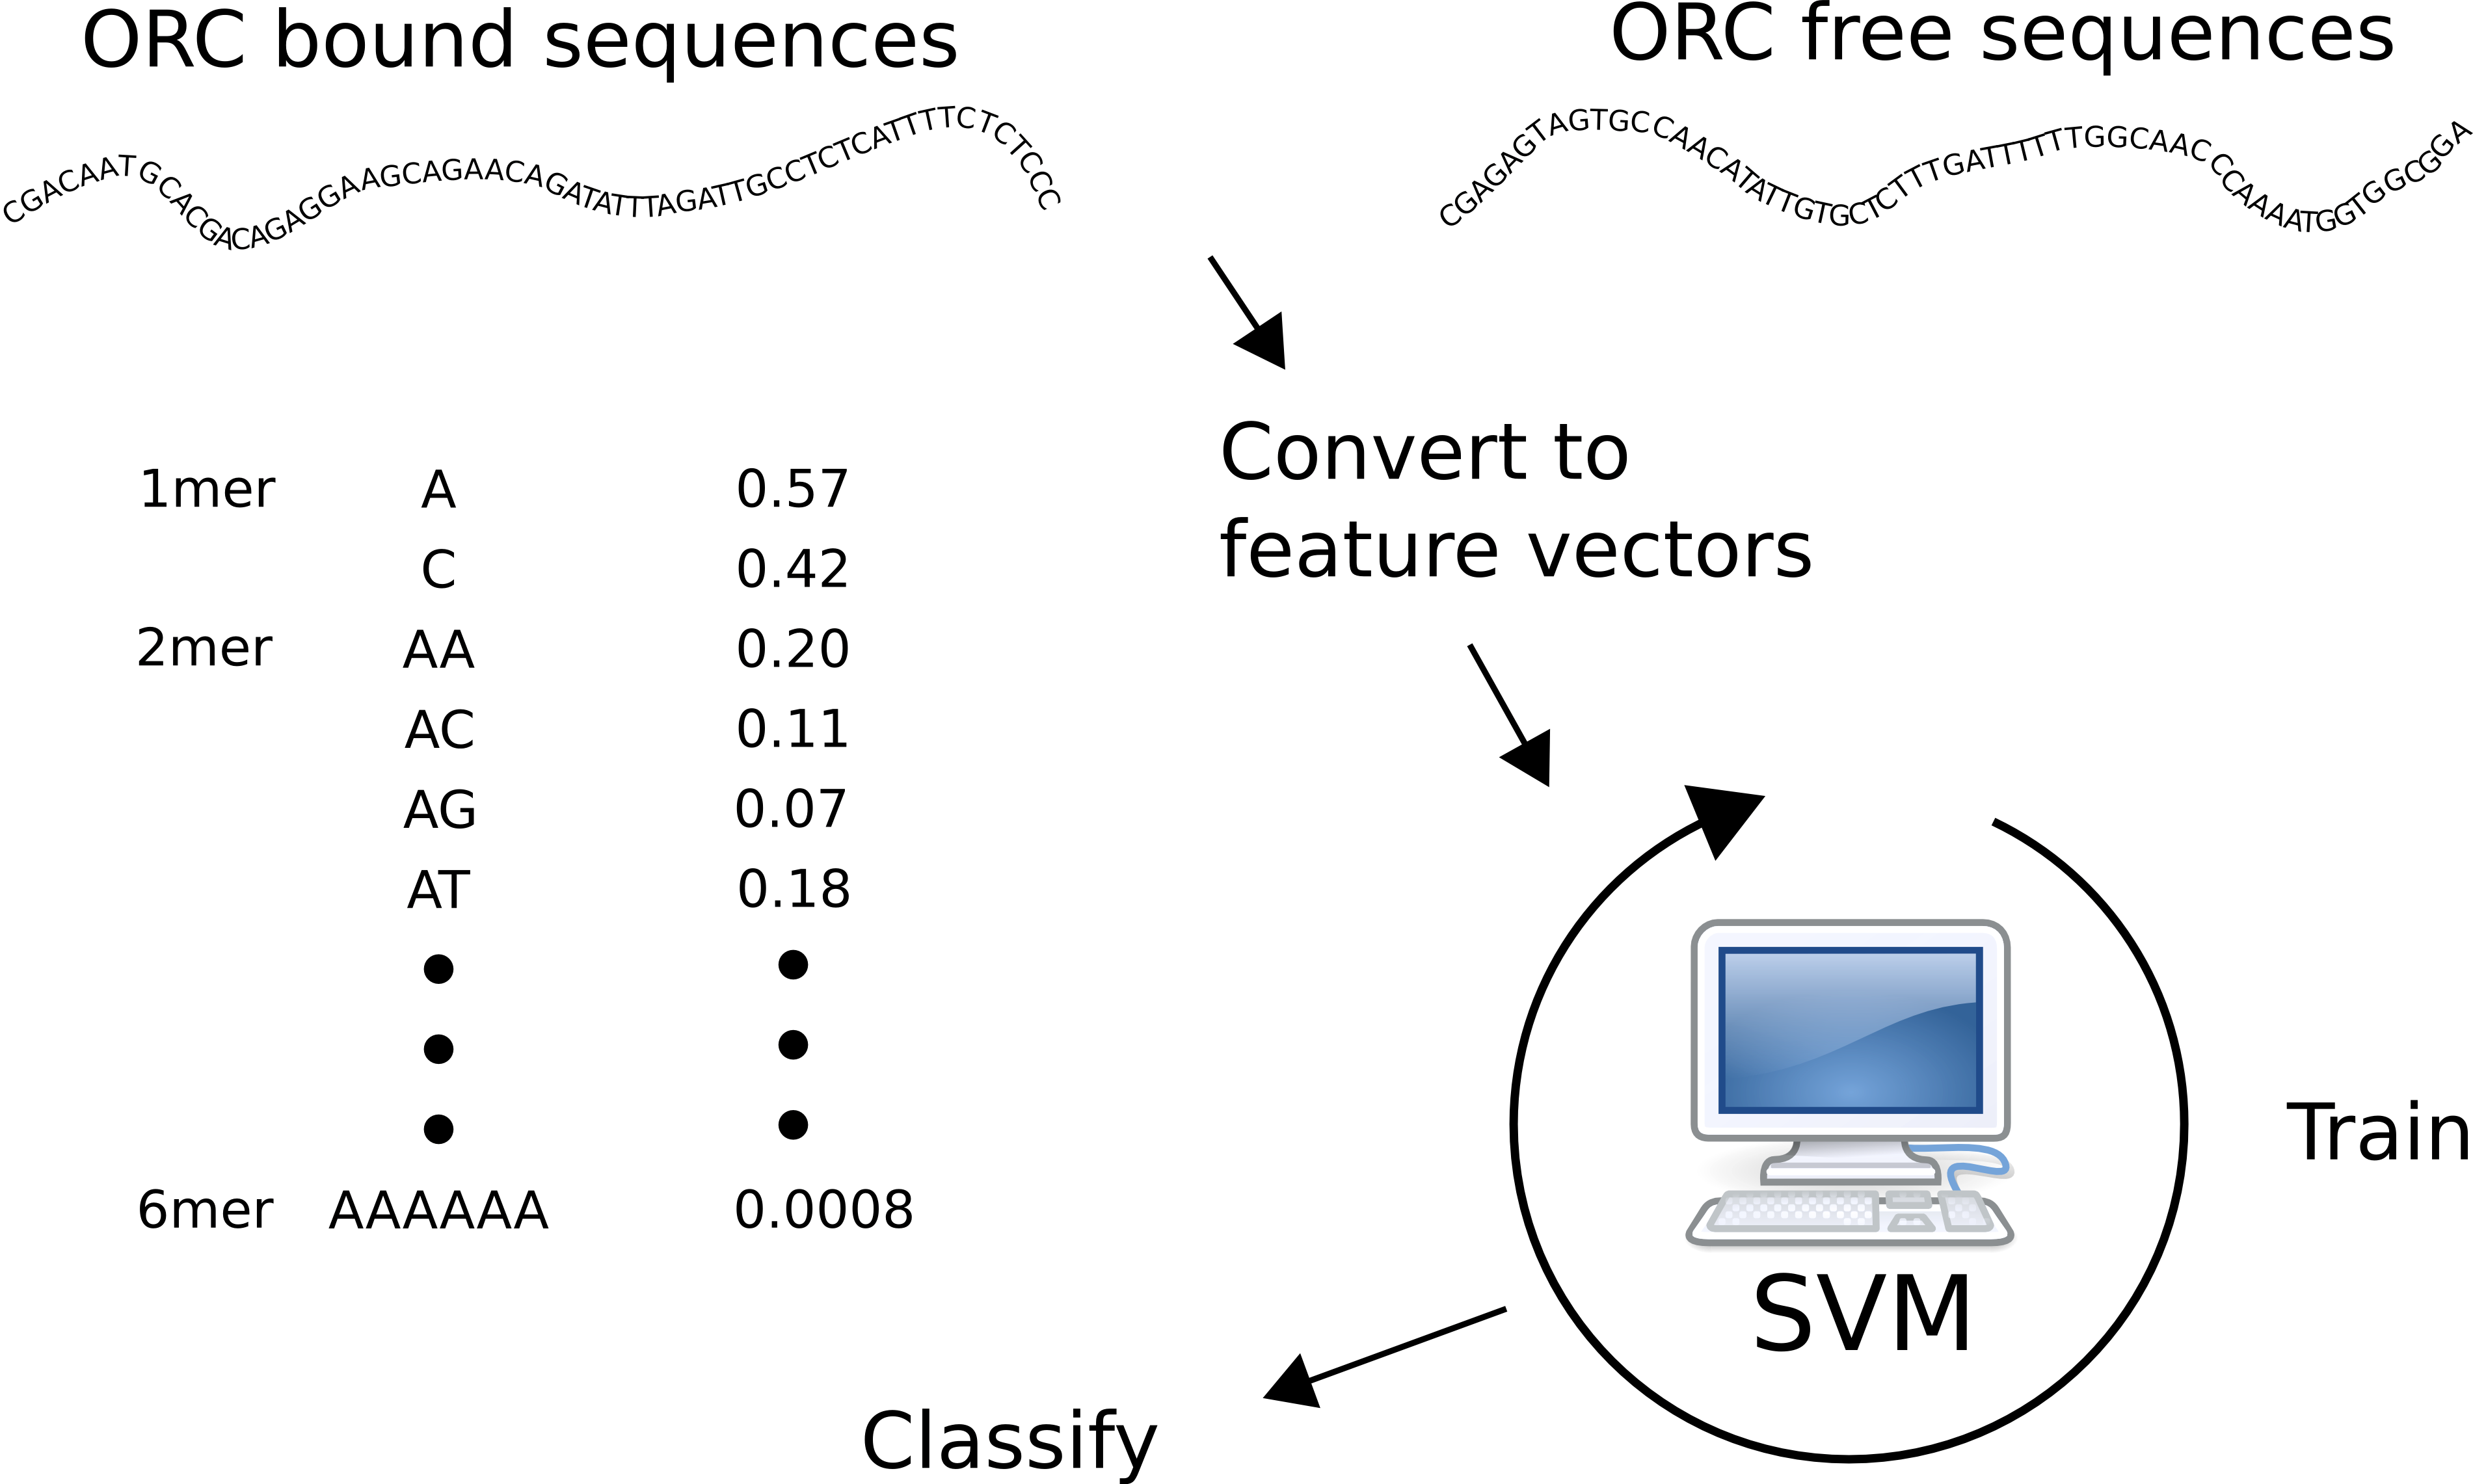 ORC bound sequences
ORC free sequences
CGACAATGCACGACAGAGGAAGCAGAACAGATATTTAGATTGCCTCTCATTTTCTCTCCC
CGAGAGTAGTGCCAACATATTGTGCTCTTTGATTTTTTGGCAACCCAAAATGGTGGCGGA
Convert to
feature vectors
1mer A 0.57
C 0.42
2mer AA 0.20
AC 0.11
AG 0.07
AT 0.18
6mer AAAAAA 0.0008
Train
SVM
Classify